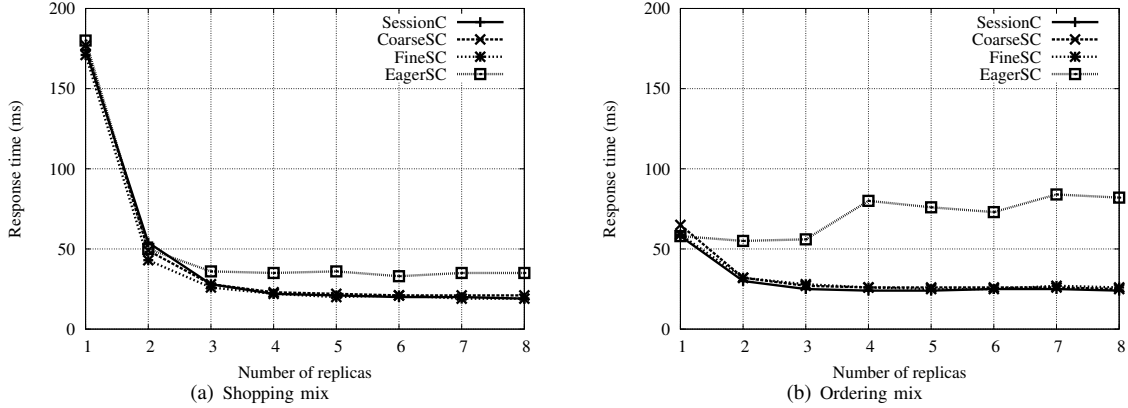 200
150
100
50
0
1 2 3 4 5 6 7 8
Response time (ms)
Number of replicas
SessionC
CoarseSC
FineSC
EagerSC
(a) Shopping mix
200
150
100
50
0
1 2 3 4 5 6 7 8
Response time (ms)
Number of replicas
SessionC
CoarseSC
FineSC
EagerSC
(b) Ordering mix